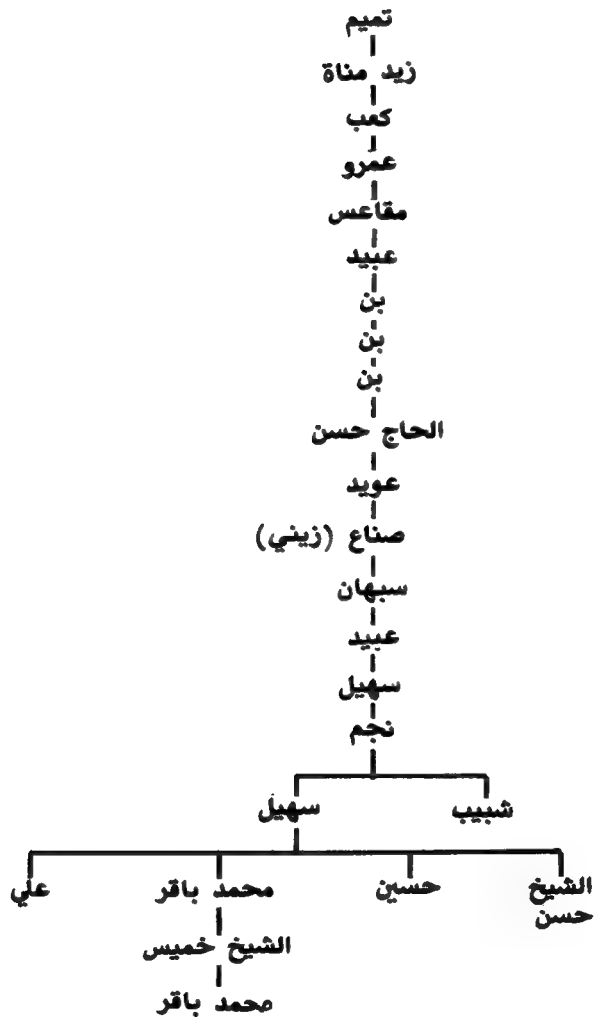 تميم
زيد مناة
كعب
عمرو
مقاعس
عبيد
بن
بن
بن
الحاج حسن
عويد
صناع (زيني)
سبهان
عبيد
سهيل
نجم
شبيب
سهيل
الشيخ
حسن
حسين
محمد باقر
علي
الشيخ خميس
محمد باقر